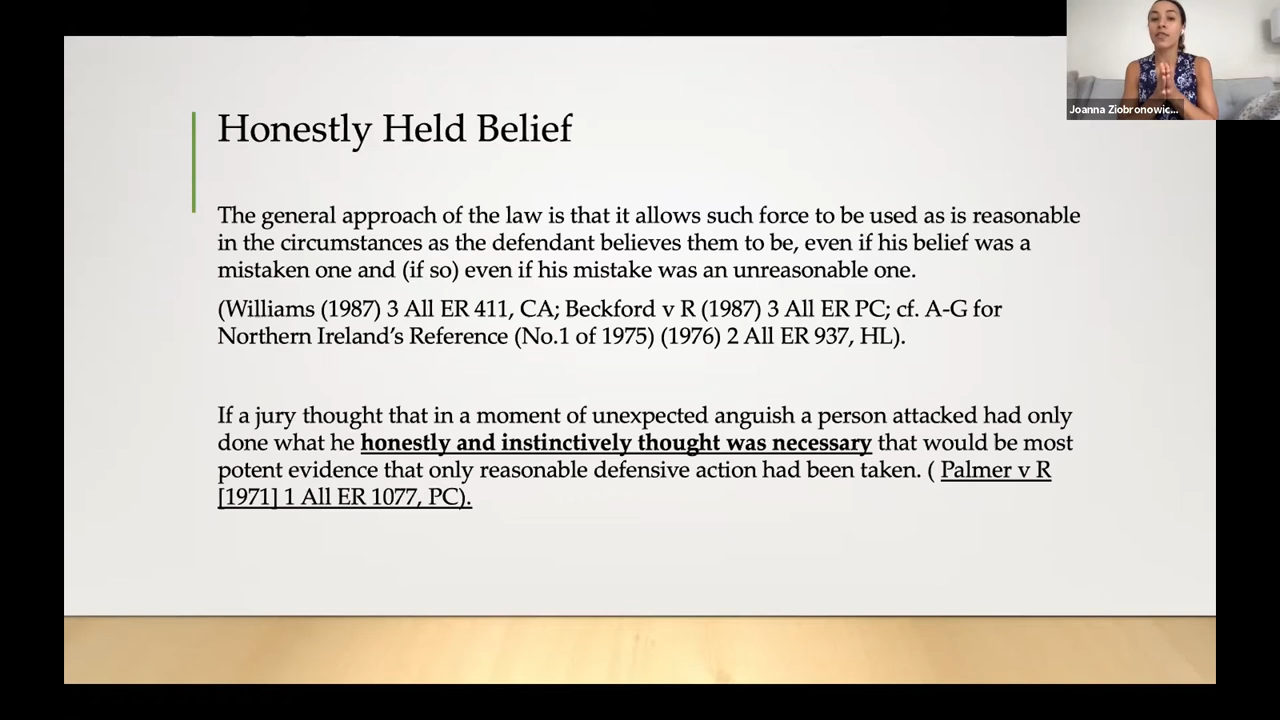 Joanna Ziobronowic...
Honestly Held Belief
The general approach of the law is that it allows such force to be used as is reasonable
in the circumstances as the defendant believes them to be, even if his belief was a
mistaken one and (if so) even if his mistake was an unreasonable one.
(Williams (1987) 3 All ER 411, CA; Beckford v R (1987) 3 All ER PC; cf. A-G for
Northern Ireland’s Reference (No.1 of 1975) (1976) 2 All ER 937, HL).
If a jury thought that in a moment of unexpected anguish a person attacked had only
done what he honestly and instinctively thought was necessary that would be most
potent evidence that only reasonable defensive action had been taken. ( Palmer v R
[1971] 1 All ER 1077, PC).